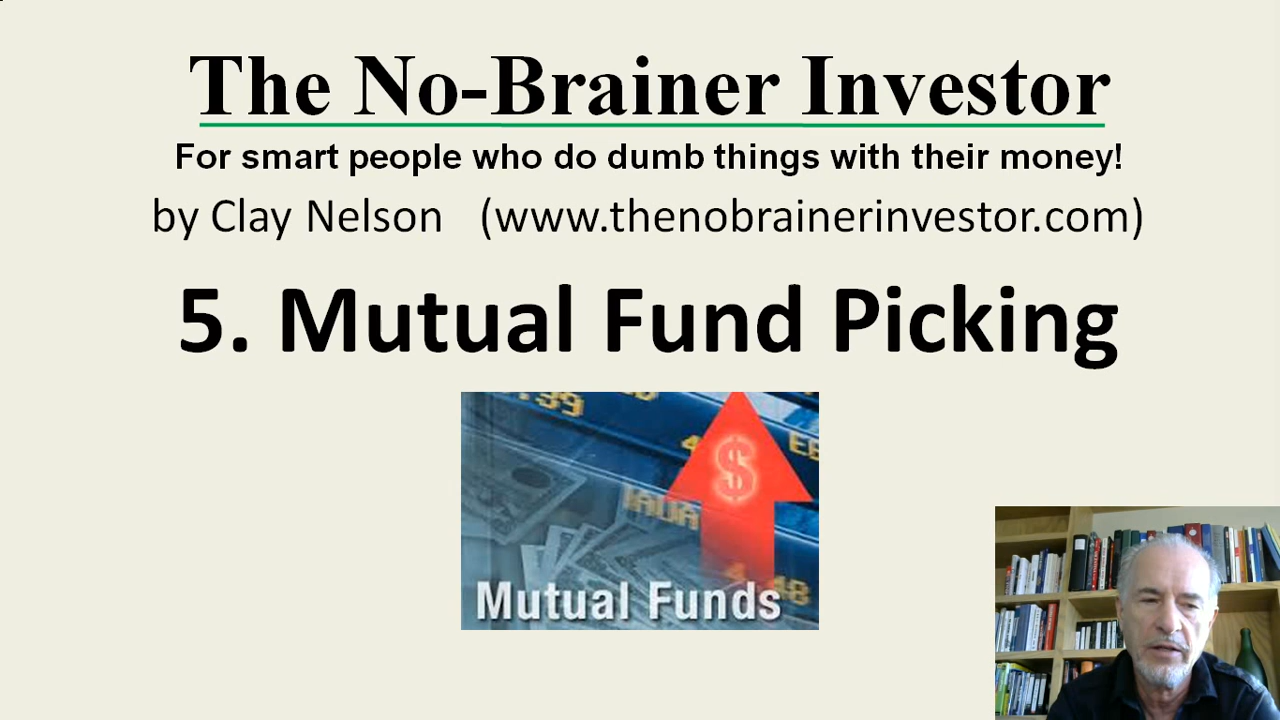 The No-Brainer Investor
For smart people who do dumb things with their money!
by Clay Nelson (www.thenobrainerinvestor.com)
5. Mutual Fund Picking
$
Mutual Funds